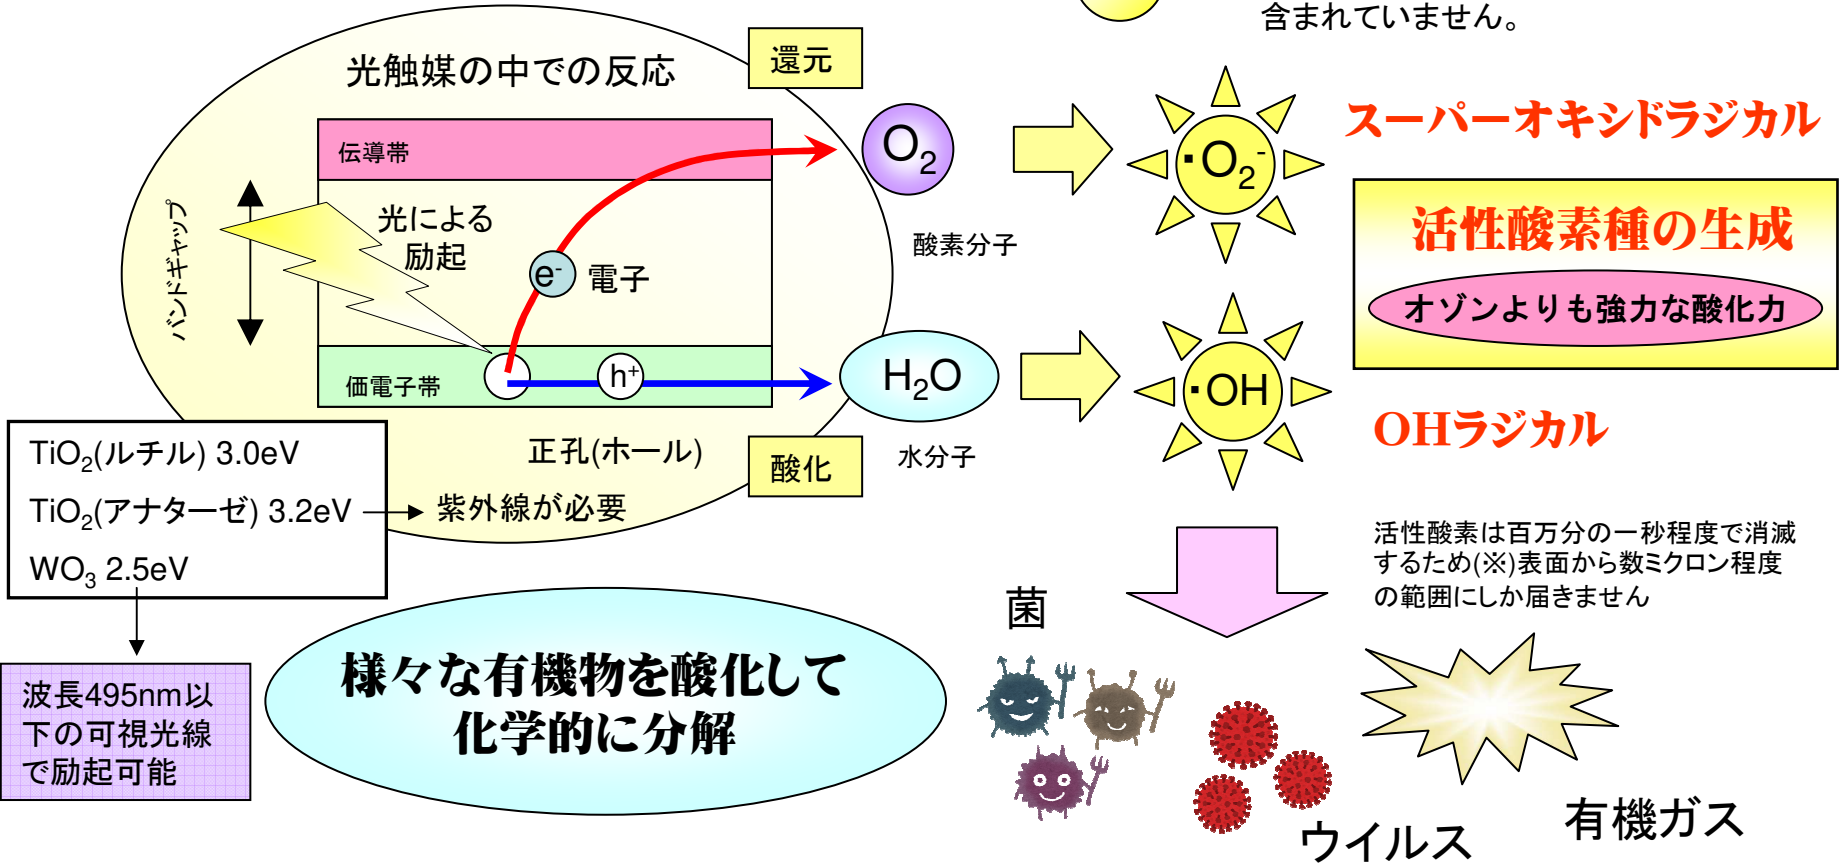 含まれていません。
光触媒の中での反応
還元
伝導帯
O₂
・O₂⁻
スーパーオキシドラジカル
酸素分子
バンドギャップ
光による
励起
e⁻
電子
活性酸素種の生成
オゾンよりも強力な酸化力
価電子帯
h⁺
H₂O
・OH
OHラジカル
水分子
正孔(ホール)
酸化
TiO₂(ルチル) 3.0eV
TiO₂(アナターゼ) 3.2eV
紫外線が必要
WO₃ 2.5eV
波長495nm以
下の可視光線
で励起可能
様々な有機物を酸化して
化学的に分解
活性酸素は百万分の一秒程度で消滅
するため(※)表面から数ミクロン程度
の範囲にしか届きません
菌
ウイルス
有機ガス